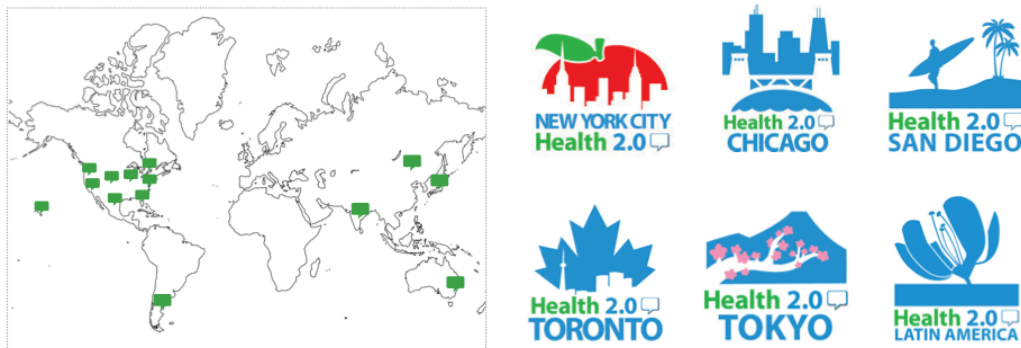 NEW YORK CITY
Health 2.0
Health 2.0
CHICAGO
Health 2.0
SAN DIEGO
Health 2.0
TORONTO
Health 2.0
TOKYO
Health 2.0
LATIN AMERICA